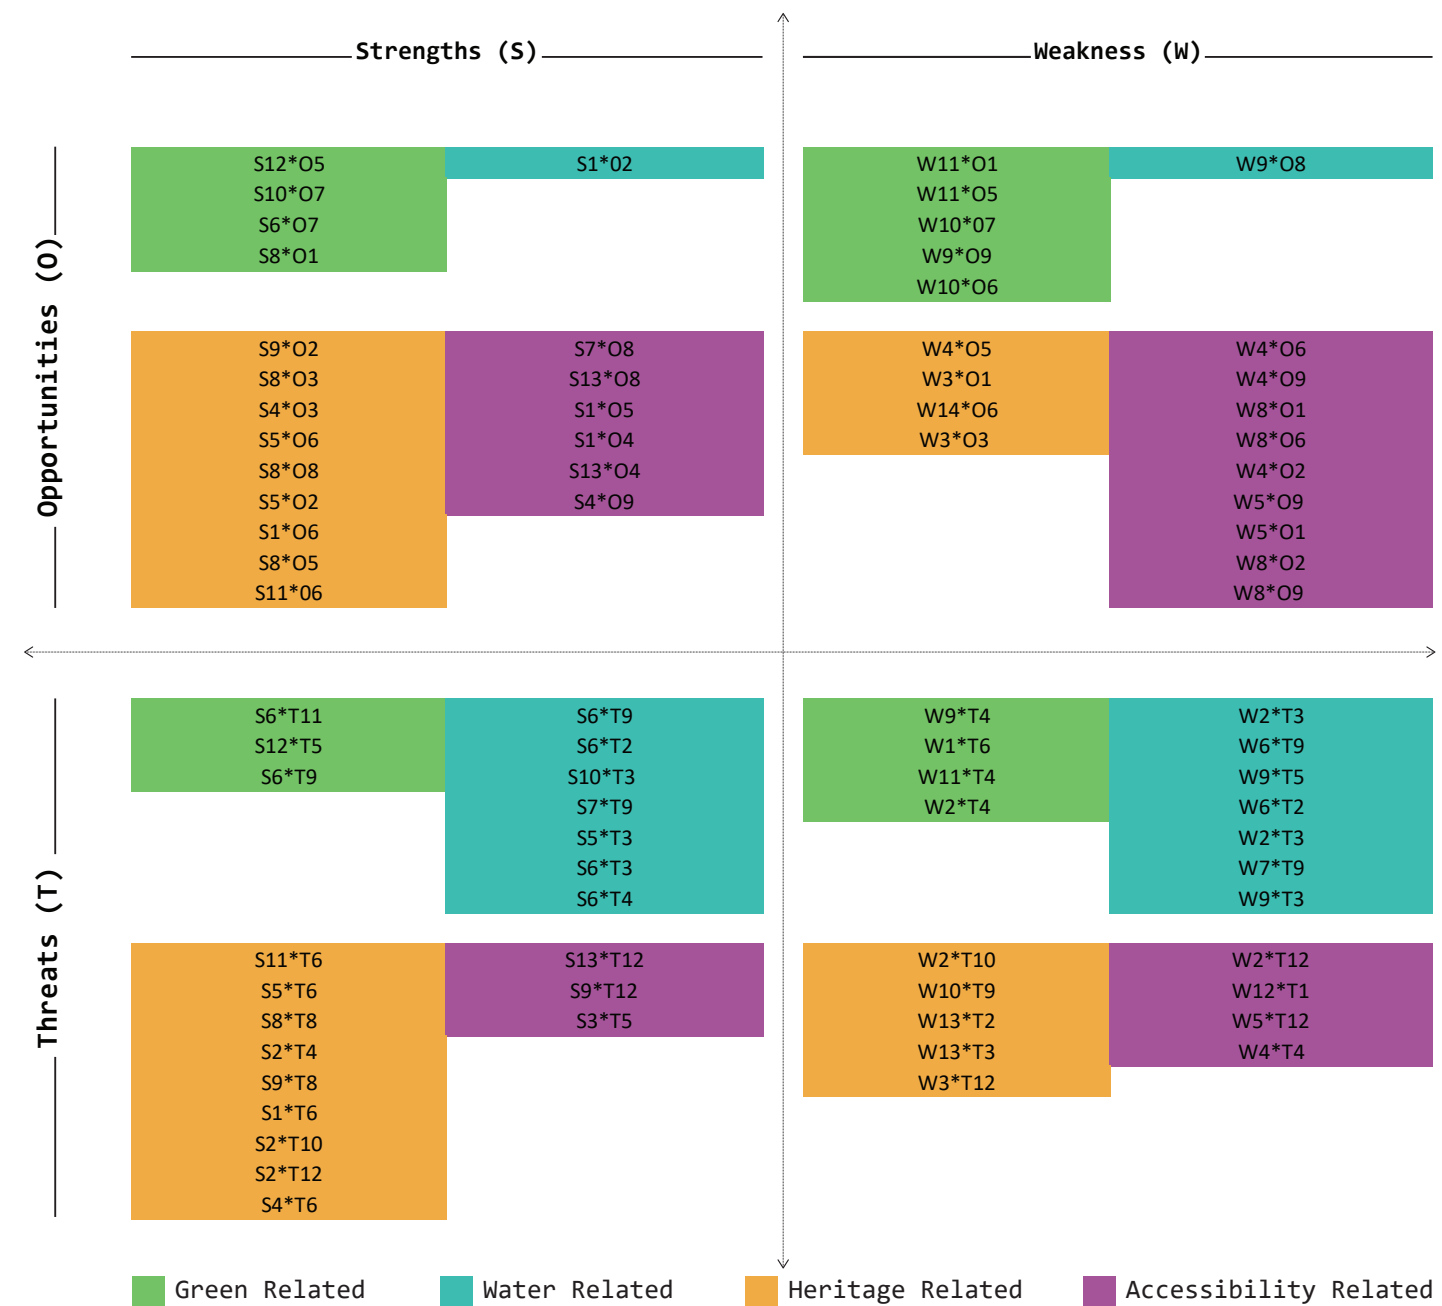 Strengths (S)
Weakness (W)
Opportunities (O)
S12*O5
S10*O7
S6*O7
S8*O1
S1*02
W11*O1
W11*O5
W10*07
W9*O9
W10*O6
W9*O8
S9*O2
S8*O3
S4*O3
S5*O6
S8*O8
S5*O2
S1*O6
S8*O5
S11*06
S7*O8
S13*O8
S1*O5
S1*O4
S13*O4
S4*O9
W4*O5
W3*O1
W14*O6
W3*O3
W4*O6
W4*O9
W8*O1
W8*O6
W4*O2
W5*O9
W5*O1
W8*O2
W8*O9
Threats (T)
S6*T11
S12*T5
S6*T9
S6*T9
S6*T2
S10*T3
S7*T9
S5*T3
S6*T3
S6*T4
W9*T4
W1*T6
W11*T4
W2*T4
W2*T3
W6*T9
W9*T5
W6*T2
W2*T3
W7*T9
W9*T3
S11*T6
S5*T6
S8*T8
S2*T4
S9*T8
S1*T6
S2*T10
S2*T12
S4*T6
S13*T12
S9*T12
S3*T5
W2*T10
W10*T9
W13*T2
W13*T3
W3*T12
W2*T12
W12*T1
W5*T12
W4*T4
Green Related
Water Related
Heritage Related
Accessibility Related